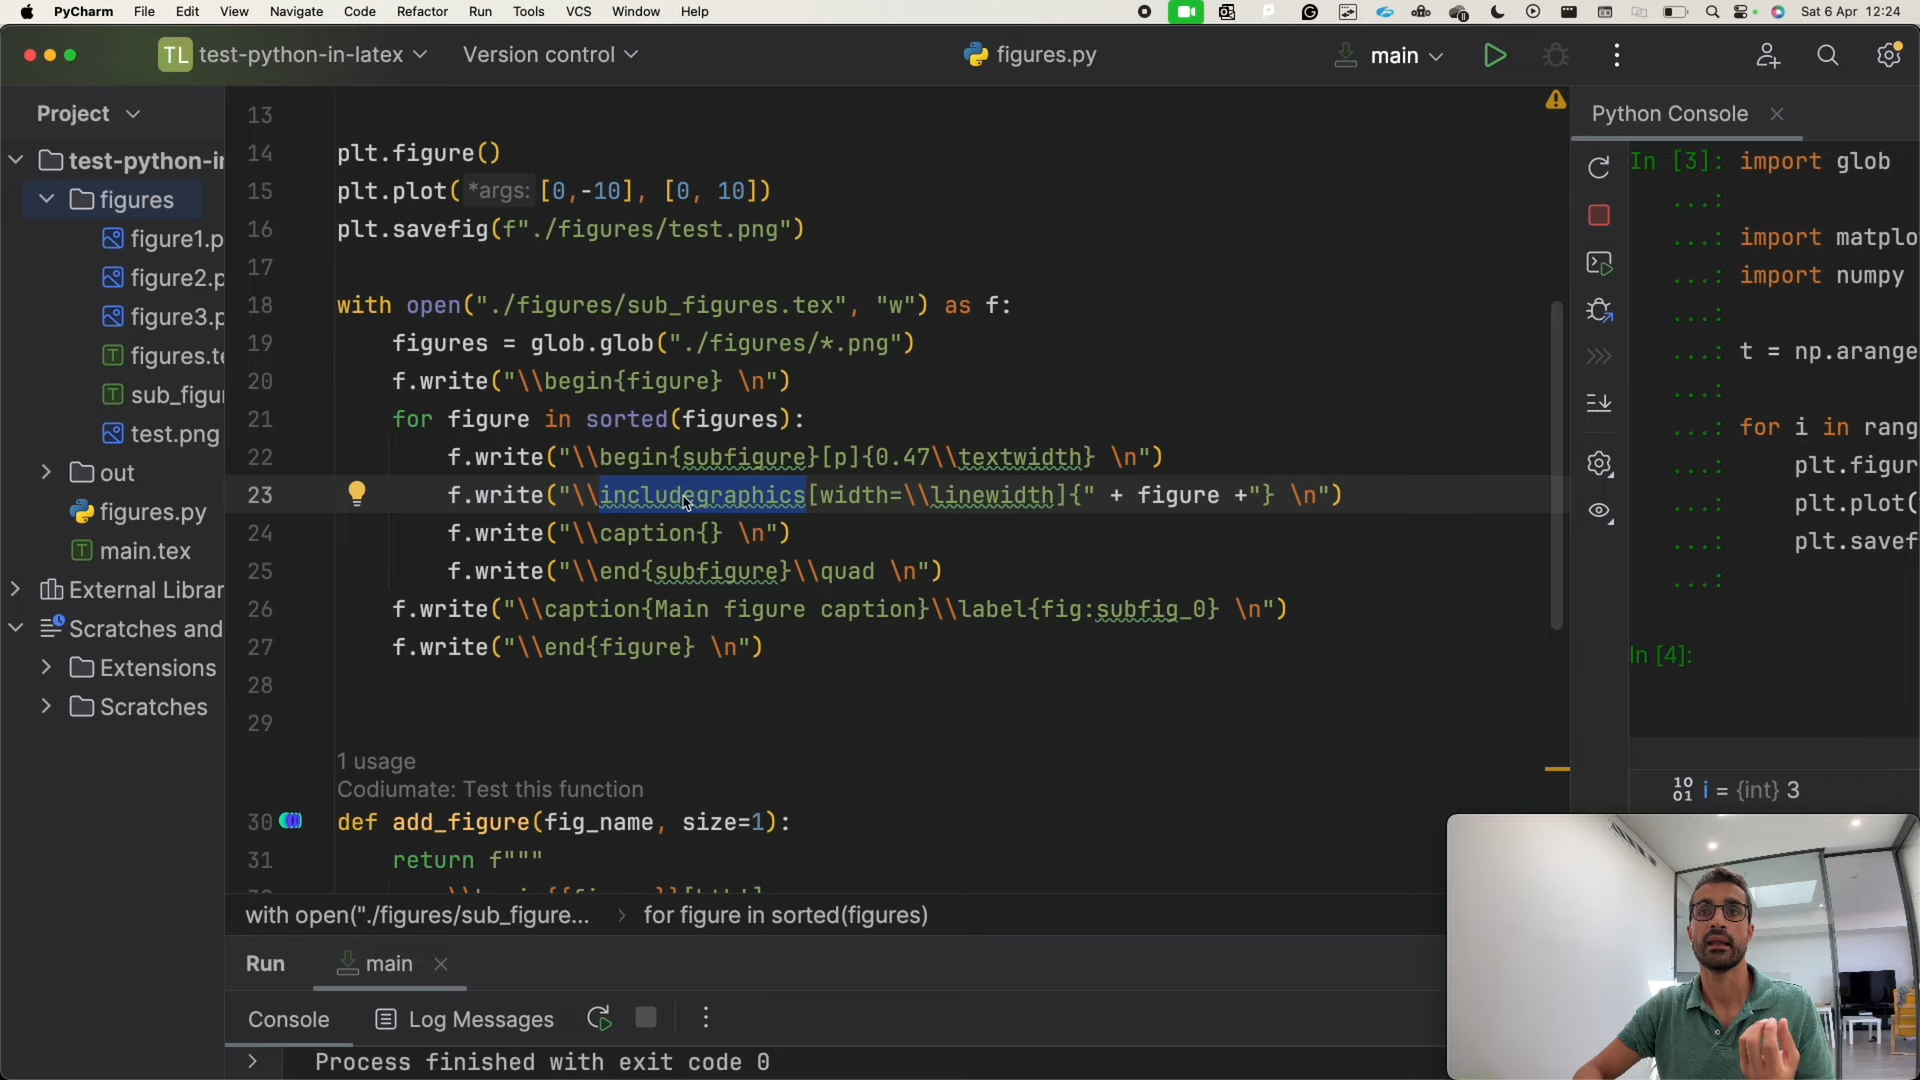 PyCharm File Edit View Navigate Code Refactor Run Tools VCS Window Help Sat 6 Apr 12:24
TL test-python-in-latex Version control figures.py main
Project
test-python-in
figures
figure1.p
figure2.p
figure3.p
figures.te
sub_figur
test.png
out
figures.py
main.tex
External Librar
Scratches and
Extensions
Scratches
13
14 plt.figure()
15 plt.plot( *args: [0,-10], [0, 10])
16 plt.savefig(f"./figures/test.png")
17
18 with open("./figures/sub_figures.tex", "w") as f:
19 figures = glob.glob("./figures/*.png")
20 f.write("\\begin{figure} \n")
21 for figure in sorted(figures):
22 f.write("\\begin{subfigure}[p]{0.47\\textwidth} \n")
23 f.write("\\includegraphics[width=\\linewidth]{" + figure +"} \n")
24 f.write("\\caption{} \n")
25 f.write("\\end{subfigure}\\quad \n")
26 f.write("\\caption{Main figure caption}\\label{fig:subfig_0} \n")
27 f.write("\\end{figure} \n")
28
29
1 usage
Codiumate: Test this function
30 def add_figure(fig_name, size=1):
31 return f"""
with open("./figures/sub_figure... › for figure in sorted(figures)
Python Console
In [3]: import glob
...:
...: import matplo
...: import numpy
...:
...: t = np.arange
...:
...: for i in rang
...: plt.figur
...: plt.plot(
...: plt.savef
...:
In [4]:
10
01 i = {int} 3
Run main
Console Log Messages
Process finished with exit code 0